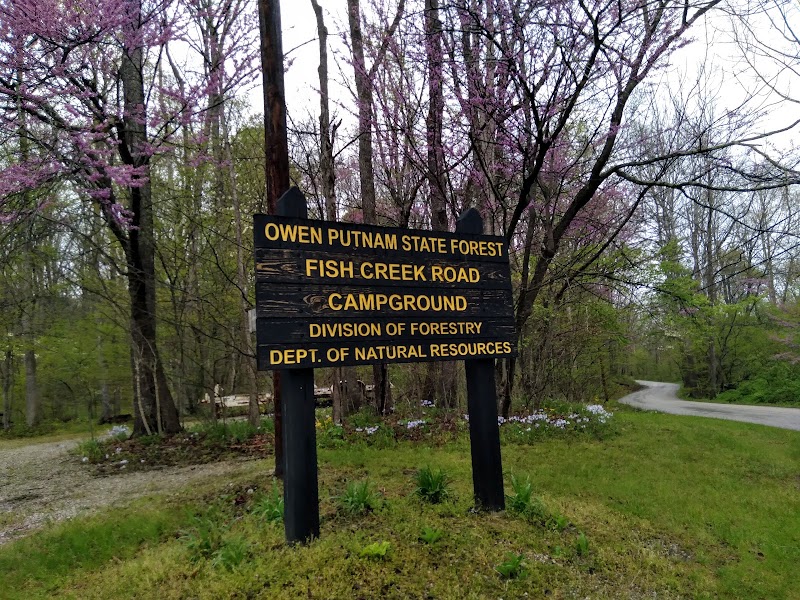 OWEN PUTNAM STATE FOREST
FISH CREEK ROAD
CAMPGROUND
DIVISION OF FORESTRY
DEPT. OF NATURAL RESOURCES